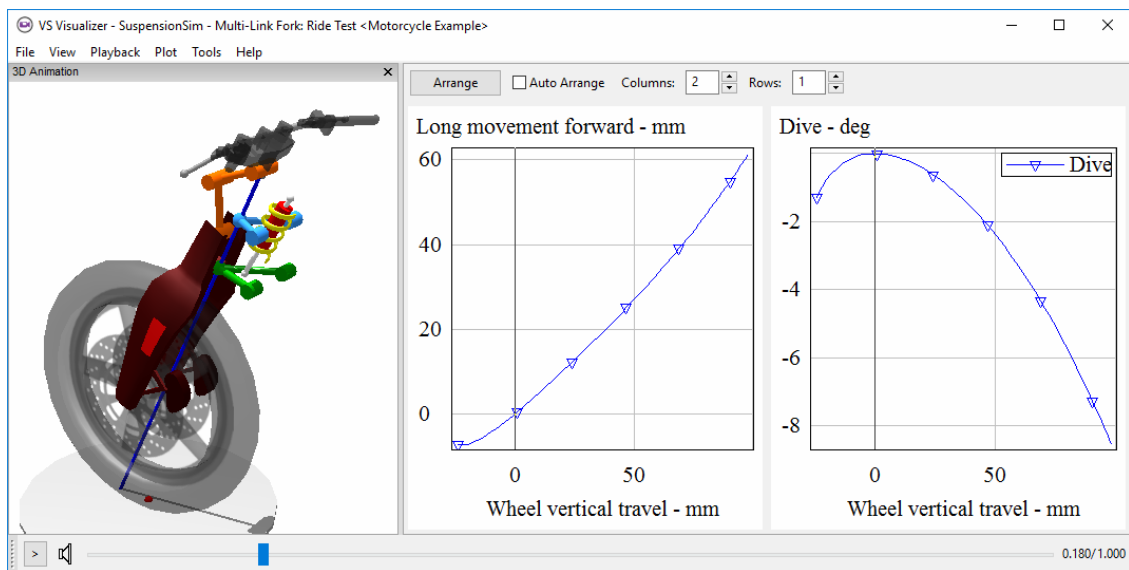 VS Visualizer - SuspensionSim - Multi-Link Fork: Ride Test <Motorcycle Example>
File View Playback Plot Tools Help
3D Animation
Arrange Auto Arrange Columns: 2 Rows: 1
Long movement forward - mm
60
40
20
0
0 50
Wheel vertical travel - mm
Dive - deg
Dive
-2
-4
-6
-8
0 50
Wheel vertical travel - mm
> 0.180/1.000